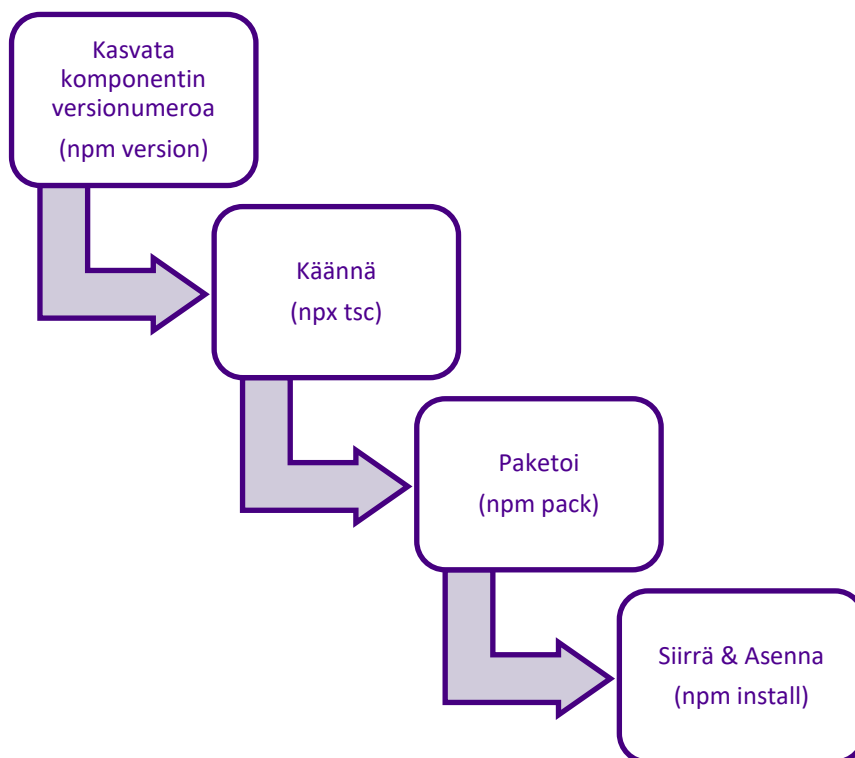 Kasvata
komponentin
versionumeroa
(npm version)
Käännä
(npx tsc)
Paketoi
(npm pack)
Siirrä & Asenna
(npm install)